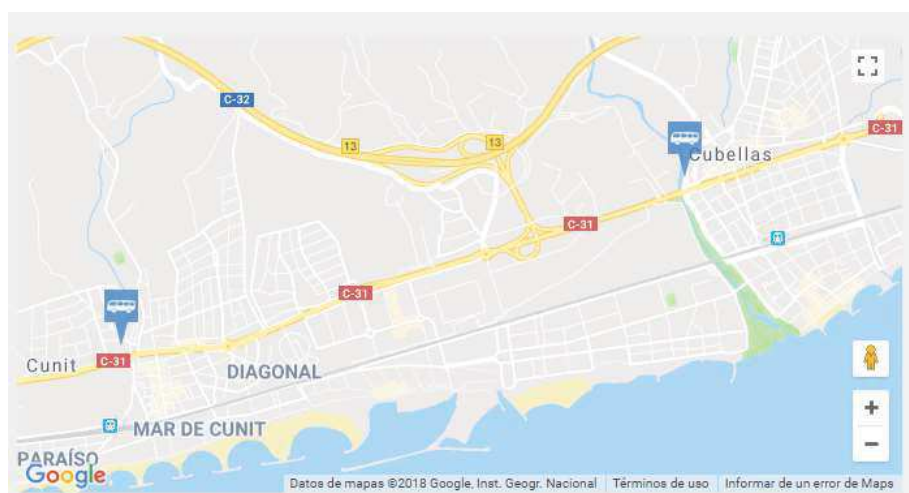 C-32
13
13
C-31
Cubellas
C-31
C-31
Cunit
C-31
DIAGONAL
MAR DE CUNIT
PARAÍSO
Google
Datos de mapas ©2018 Google, Inst. Geogr. Nacional
Términos de uso
Informar de un error de Maps